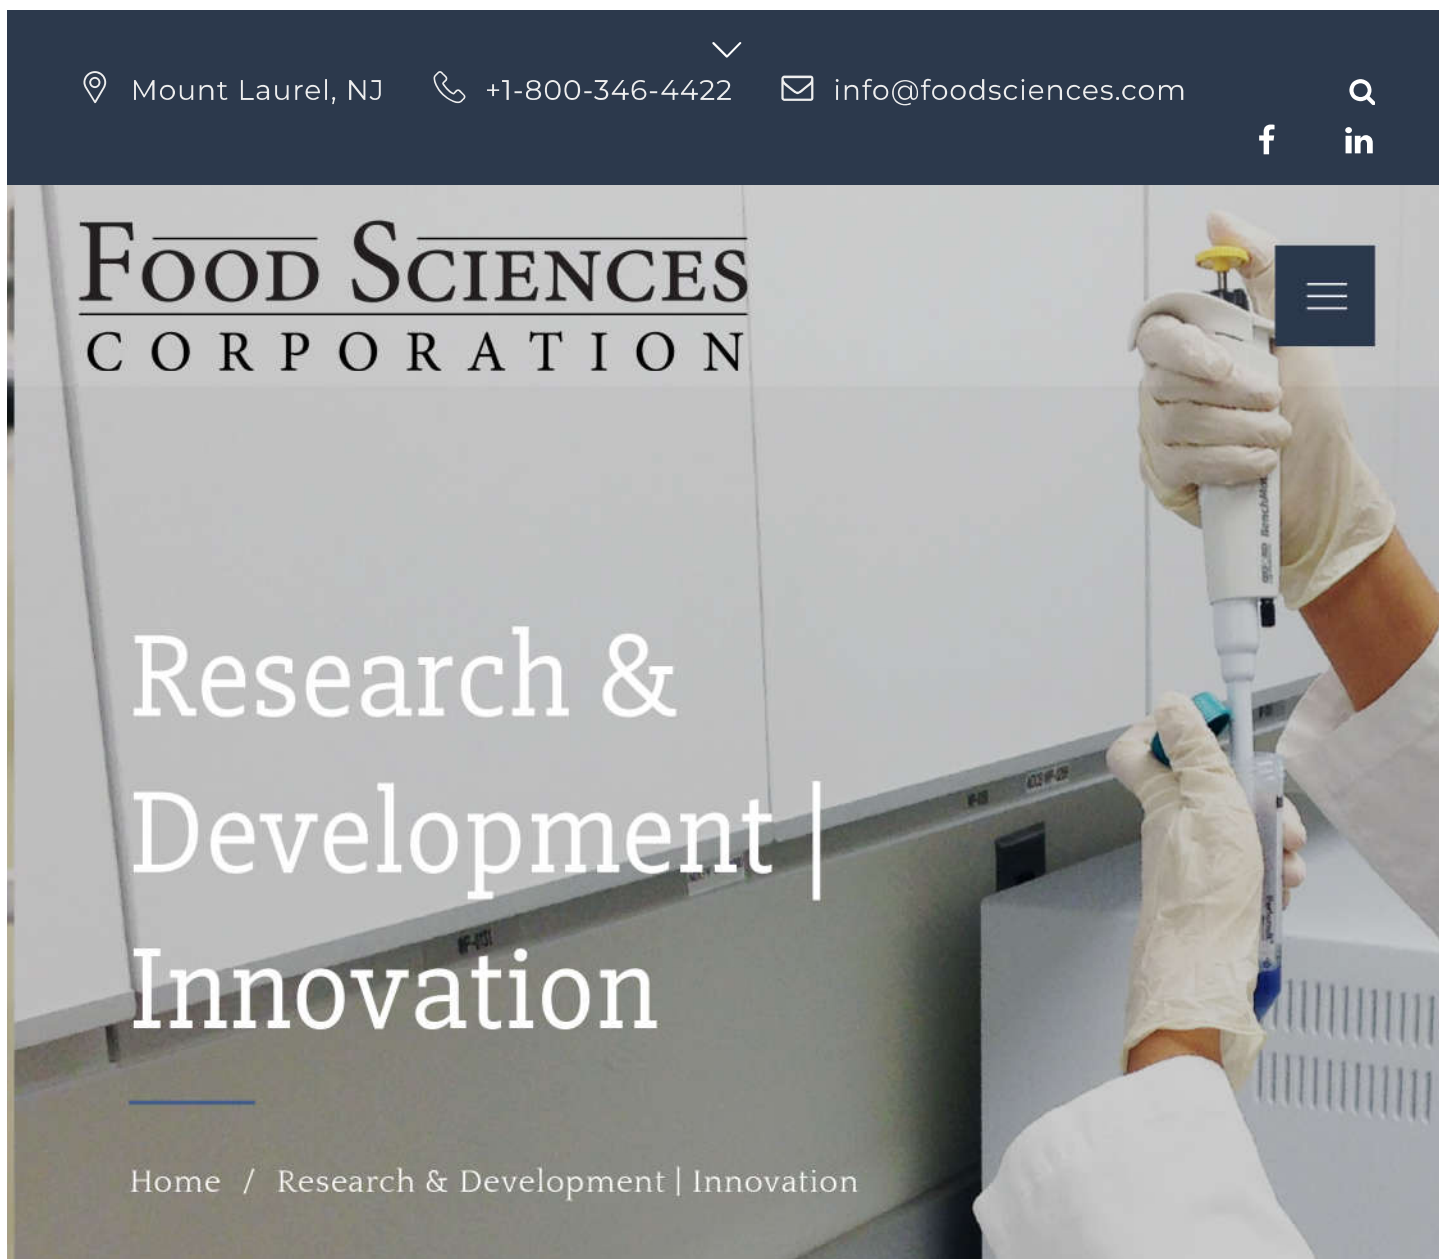 Mount Laurel, NJ +1-800-346-4422 info@foodsciences.com
FOOD SCIENCES
CORPORATION
Research &
Development |
Innovation
Home / Research & Development | Innovation